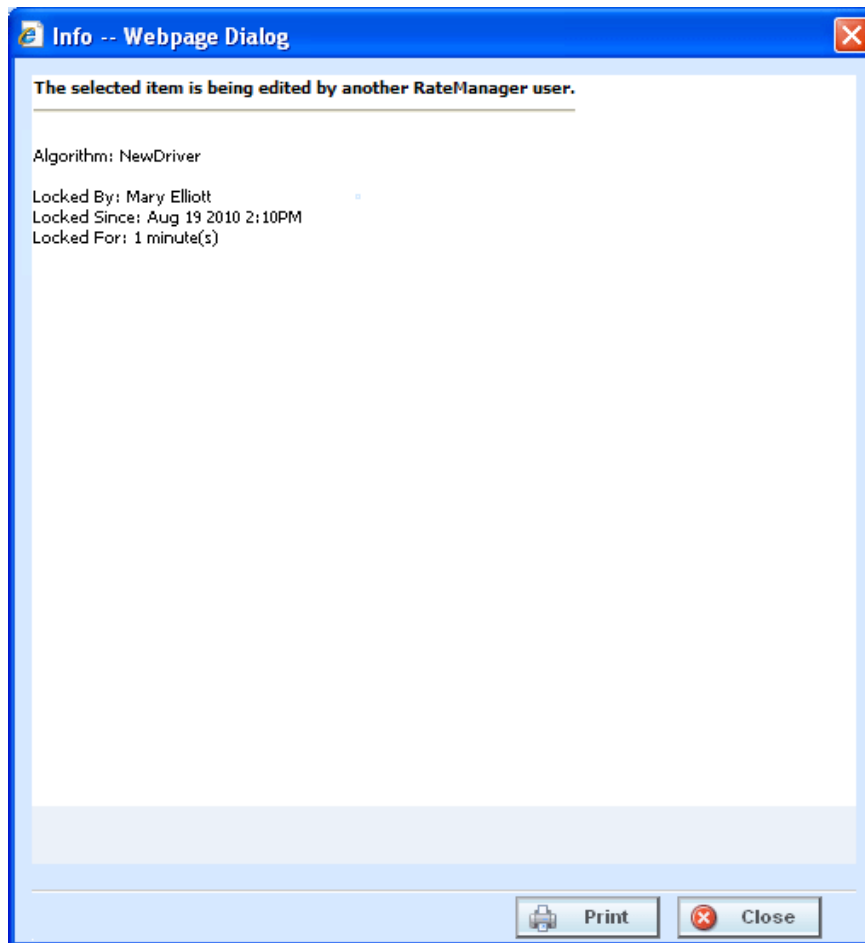 Info -- Webpage Dialog
The selected item is being edited by another RateManager user.
Algorithm: NewDriver
Locked By: Mary Elliott
Locked Since: Aug 19 2010 2:10PM
Locked For: 1 minute(s)
Print
Close